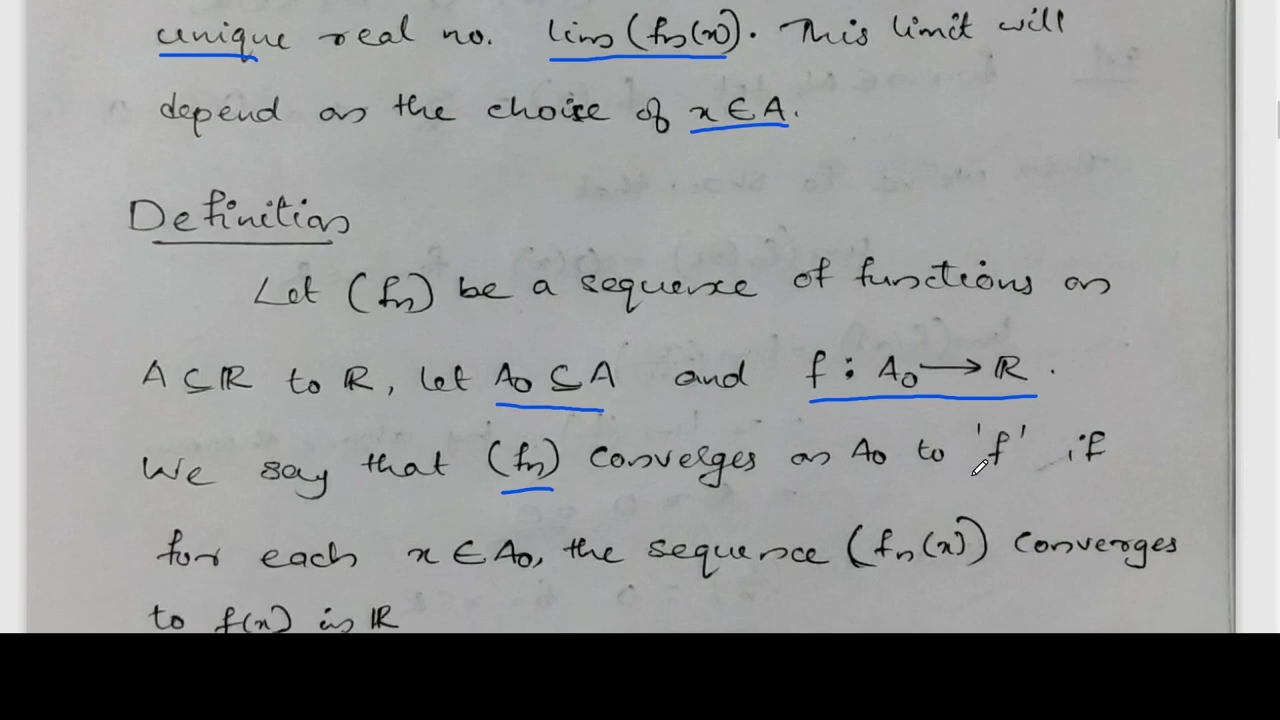 unique real no. lim (fn(x)). This limit will
depend on the choice of x ∈ A.
Definition
Let (fn) be a sequence of functions on
A ⊆ ℝ to ℝ, let A₀ ⊆ A and f : A₀ → ℝ.
We say that (fn) converges on A₀ to 'f' if
for each x ∈ A₀, the sequence (fn(x)) converges
to f(x) in ℝ